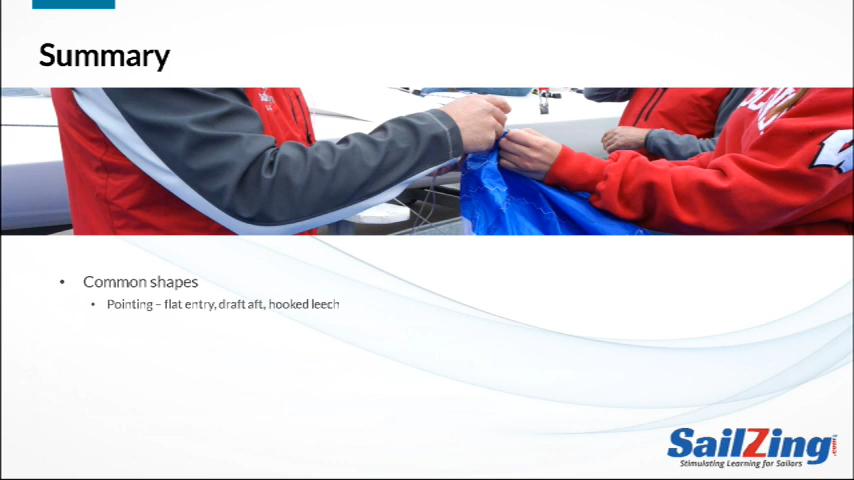 Summary
• Common shapes
• Pointing – flat entry, draft aft, hooked leech
SailZing.com
Stimulating Learning for Sailors